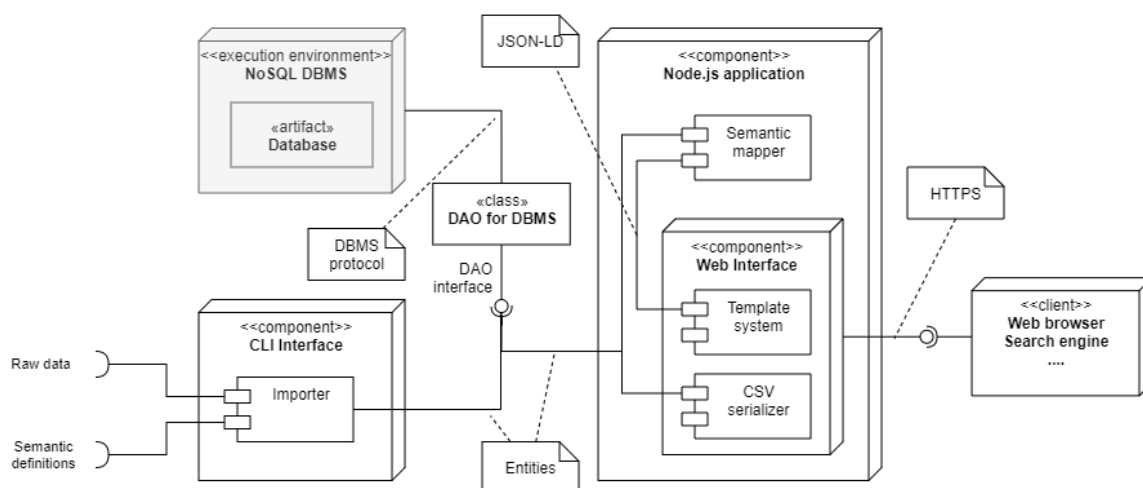 <<execution environment>>
NoSQL DBMS
«artifact»
Database
JSON-LD
<<component>>
Node.js application
Semantic
mapper
«class»
DAO for DBMS
DBMS
protocol
DAO
interface
HTTPS
<<component>>
Web Interface
Template
system
CSV
serializer
<<client>>
Web browser
Search engine
....
<<component>>
CLI Interface
Importer
Raw data
Semantic
definitions
Entities